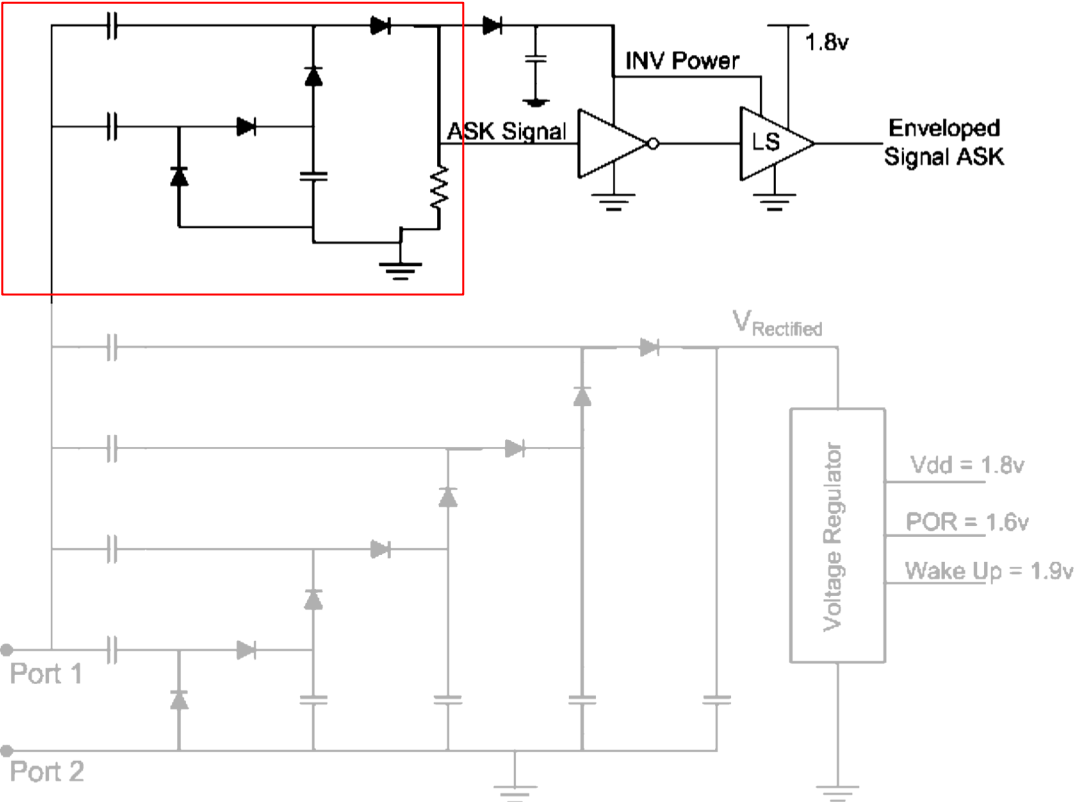 1.8v
INV Power
ASK Signal
LS
Enveloped
Signal ASK
VRectified
Voltage Regulator
Vdd = 1.8v
POR = 1.6v
Wake Up = 1.9v
Port 1
Port 2